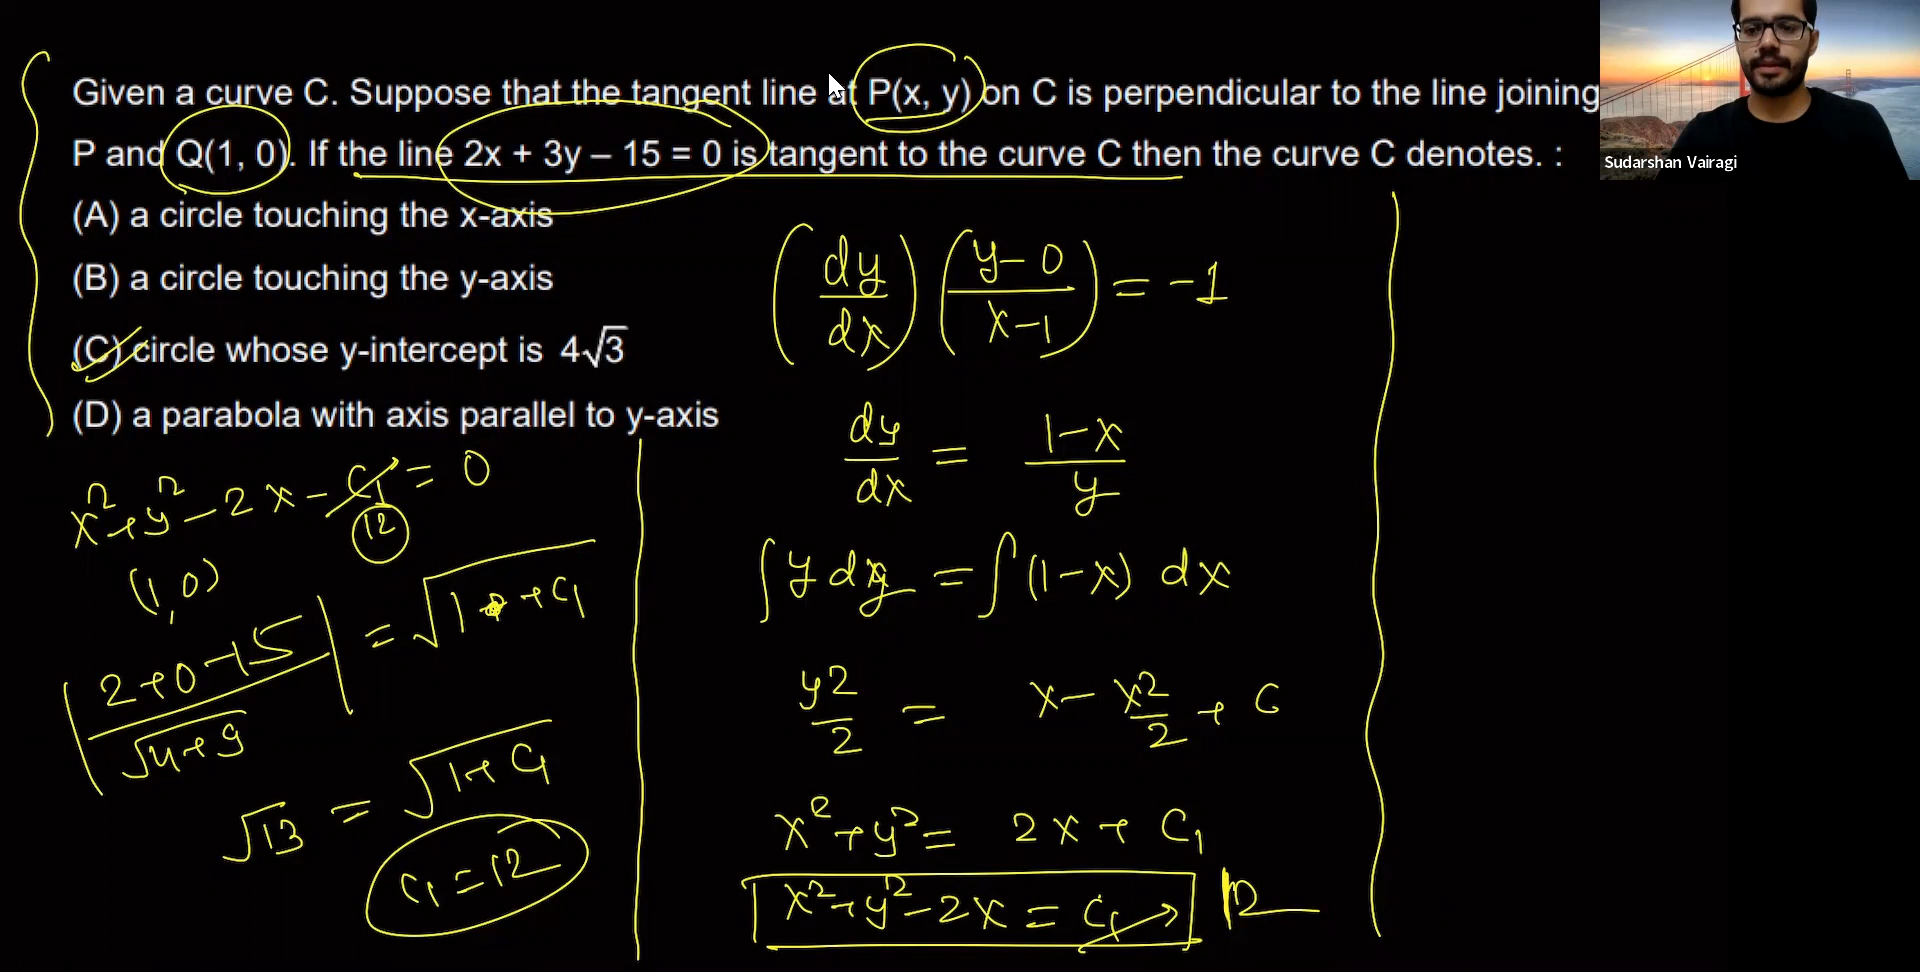 Given a curve C. Suppose that the tangent line at P(x, y) on C is perpendicular to the line joining
P and Q(1, 0). If the line 2x + 3y – 15 = 0 is tangent to the curve C then the curve C denotes. :
(A) a circle touching the x-axis
(B) a circle touching the y-axis
(C) circle whose y-intercept is 4√3
(D) a parabola with axis parallel to y-axis
Sudarshan Vairagi
(dy/dx) ((y-0)/(x-1)) = -1
dy/dx = (1-x)/y
∫y dy = ∫(1-x) dx
y2/2 = x - x2/2 + C
x²+y² = 2x + C₁
x²+y²-2x = C₁ 12
x²+y²-2x-C₁ = 0
12
(1,0)
|(2+0-15)/√(4+9)| = √(1+C₁)
√13 = √(1+C₁)
C₁ = 12